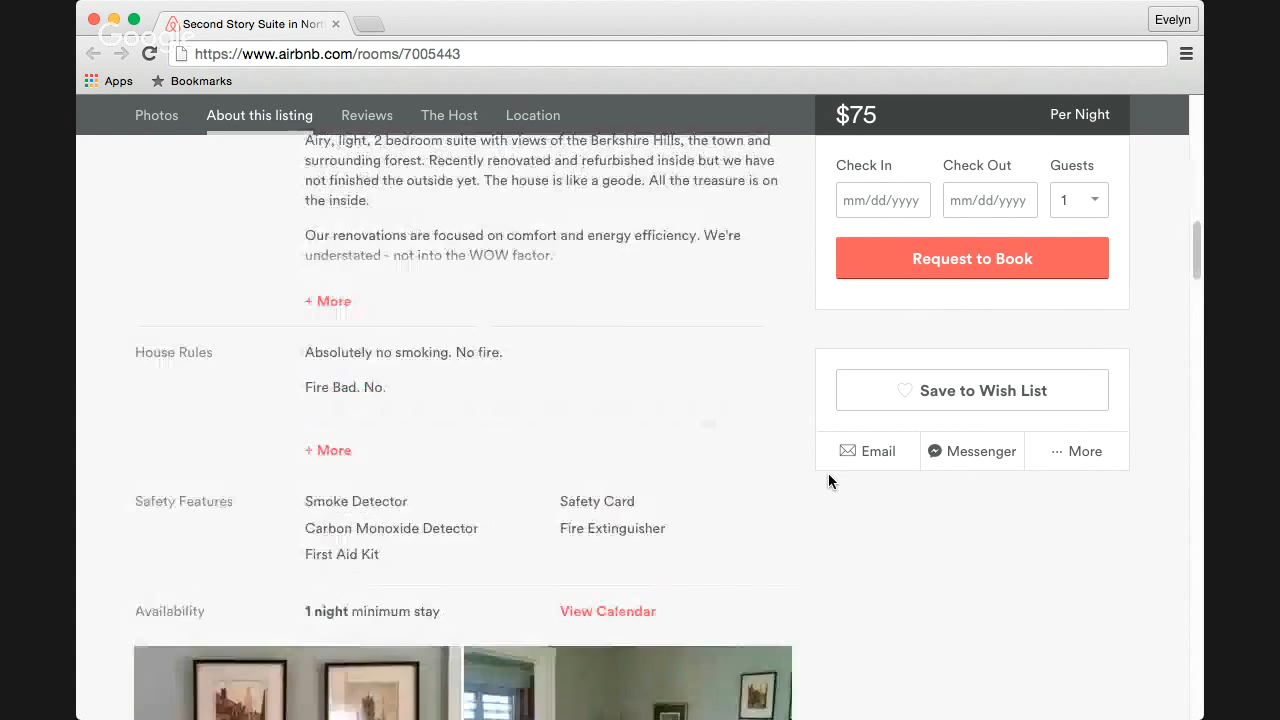 Second Story Suite in Nort
Evelyn
Google
https://www.airbnb.com/rooms/7005443
Apps
Bookmarks
Photos
About this listing
Reviews
The Host
Location
$75
Per Night
Airy, light, 2 bedroom suite with views of the Berkshire Hills, the town and
surrounding forest. Recently renovated and refurbished inside but we have
not finished the outside yet. The house is like a geode. All the treasure is on
the inside.
Our renovations are focused on comfort and energy efficiency. We're
understated - not into the WOW factor.
+ More
Check In
Check Out
Guests
mm/dd/yyyy
mm/dd/yyyy
1
Request to Book
House Rules
Absolutely no smoking. No fire.
Fire Bad. No.
+ More
Save to Wish List
Email
Messenger
··· More
Safety Features
Smoke Detector
Safety Card
Carbon Monoxide Detector
Fire Extinguisher
First Aid Kit
Availability
1 night minimum stay
View Calendar